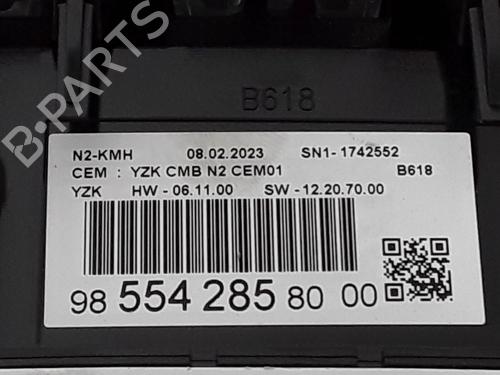 B618
N2-KMH 08.02.2023 SN1- 1742552
CEM : YZK CMB N2 CEM01 B618
YZK HW - 06.11.00 SW - 12.20.70.00
98 554 285 80 00
B-PARTS